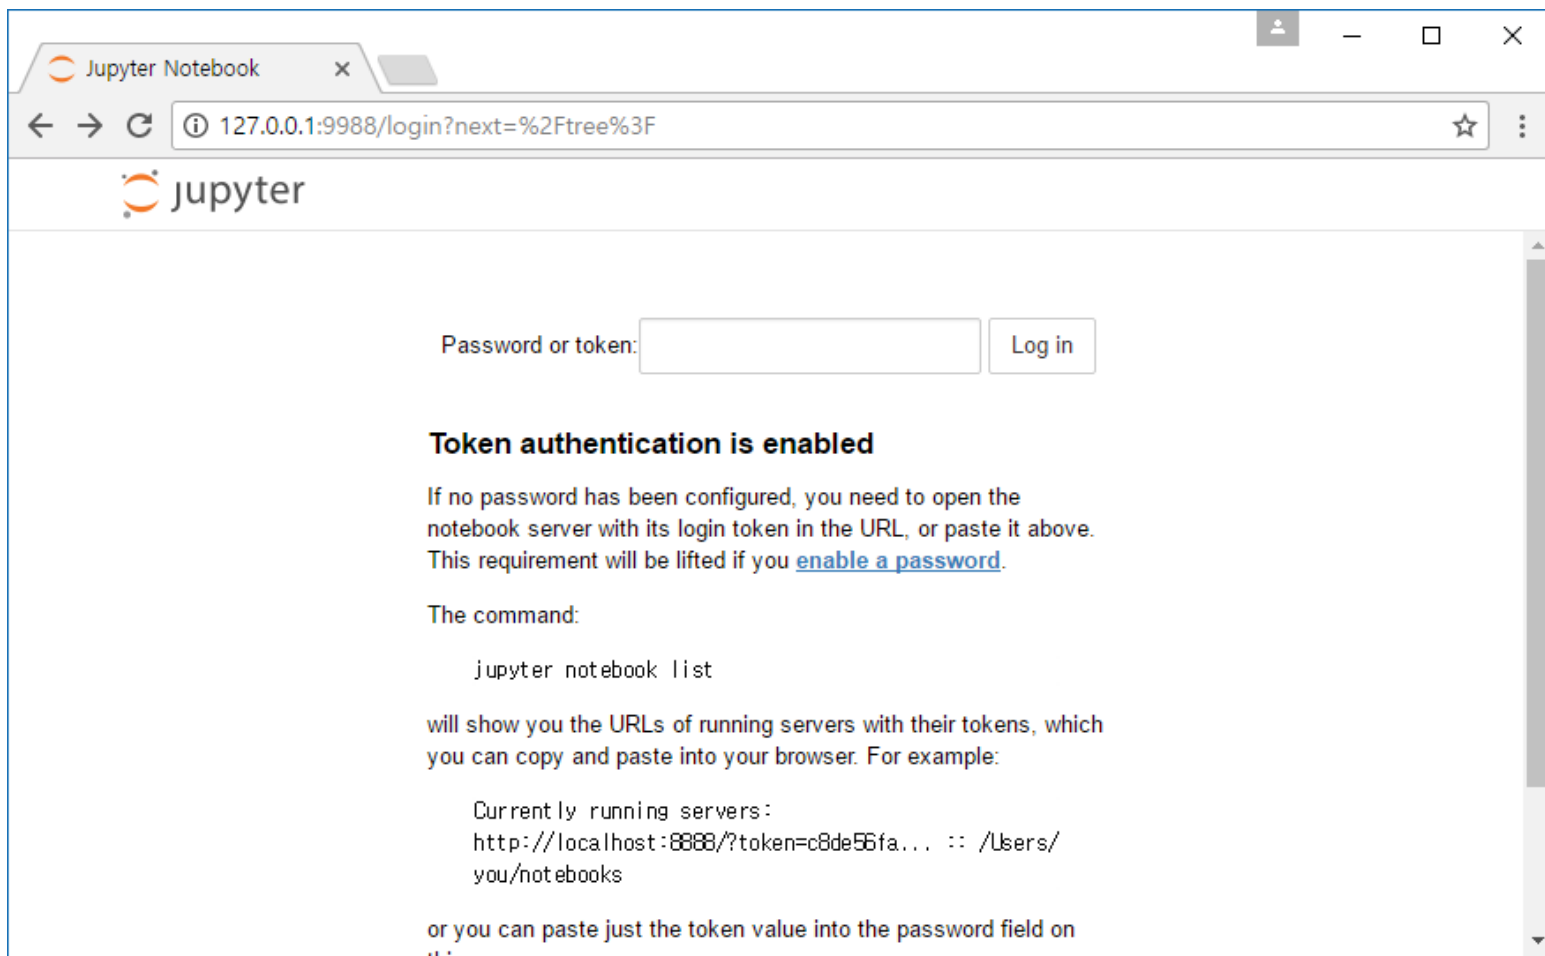 Jupyter Notebook
127.0.0.1:9988/login?next=%2Ftree%3F
jupyter
Password or token:
Log in
Token authentication is enabled
If no password has been configured, you need to open the
notebook server with its login token in the URL, or paste it above.
This requirement will be lifted if you enable a password.
The command:
jupyter notebook list
will show you the URLs of running servers with their tokens, which
you can copy and paste into your browser. For example:
Currently running servers:
http://localhost:8888/?token=c8de56fa... :: /Users/
you/notebooks
or you can paste just the token value into the password field on